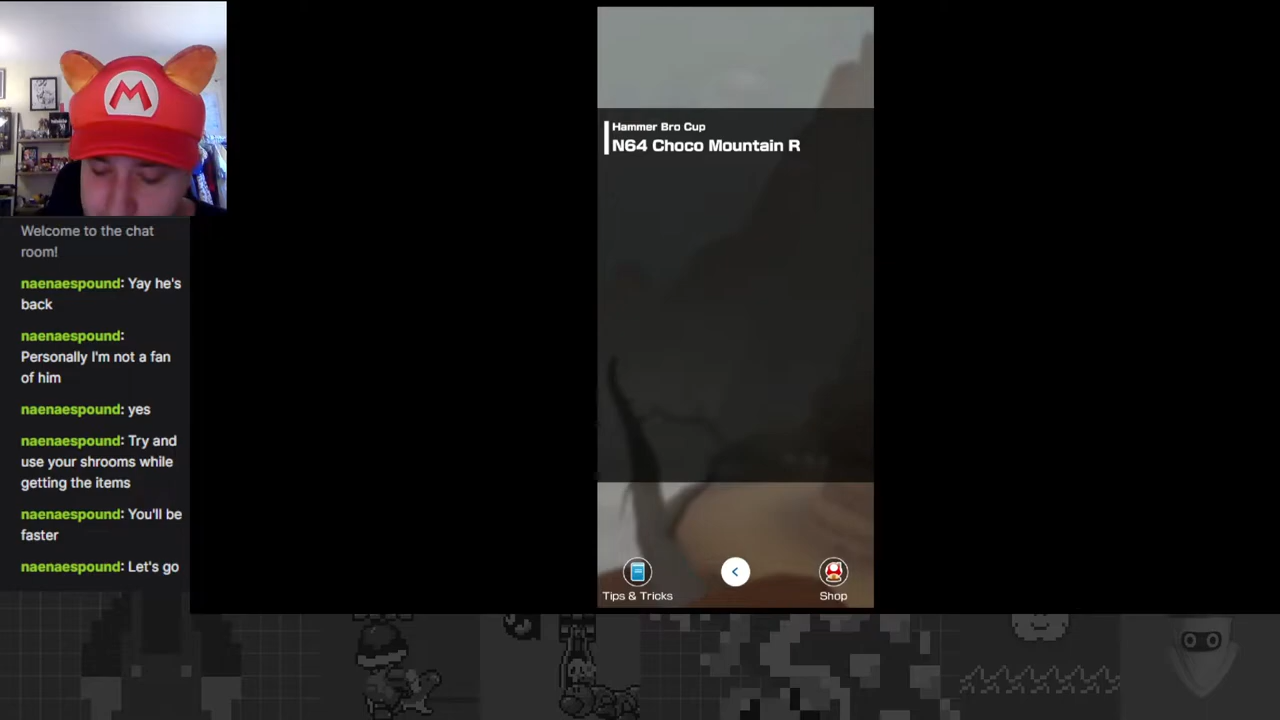 M
Welcome to the chat
room!
naenaespound: Yay he's
back
naenaespound:
Personally I'm not a fan
of him
naenaespound: yes
naenaespound: Try and
use your shrooms while
getting the items
naenaespound: You'll be
faster
naenaespound: Let's go
Hammer Bro Cup
N64 Choco Mountain R
Tips & Tricks
Shop